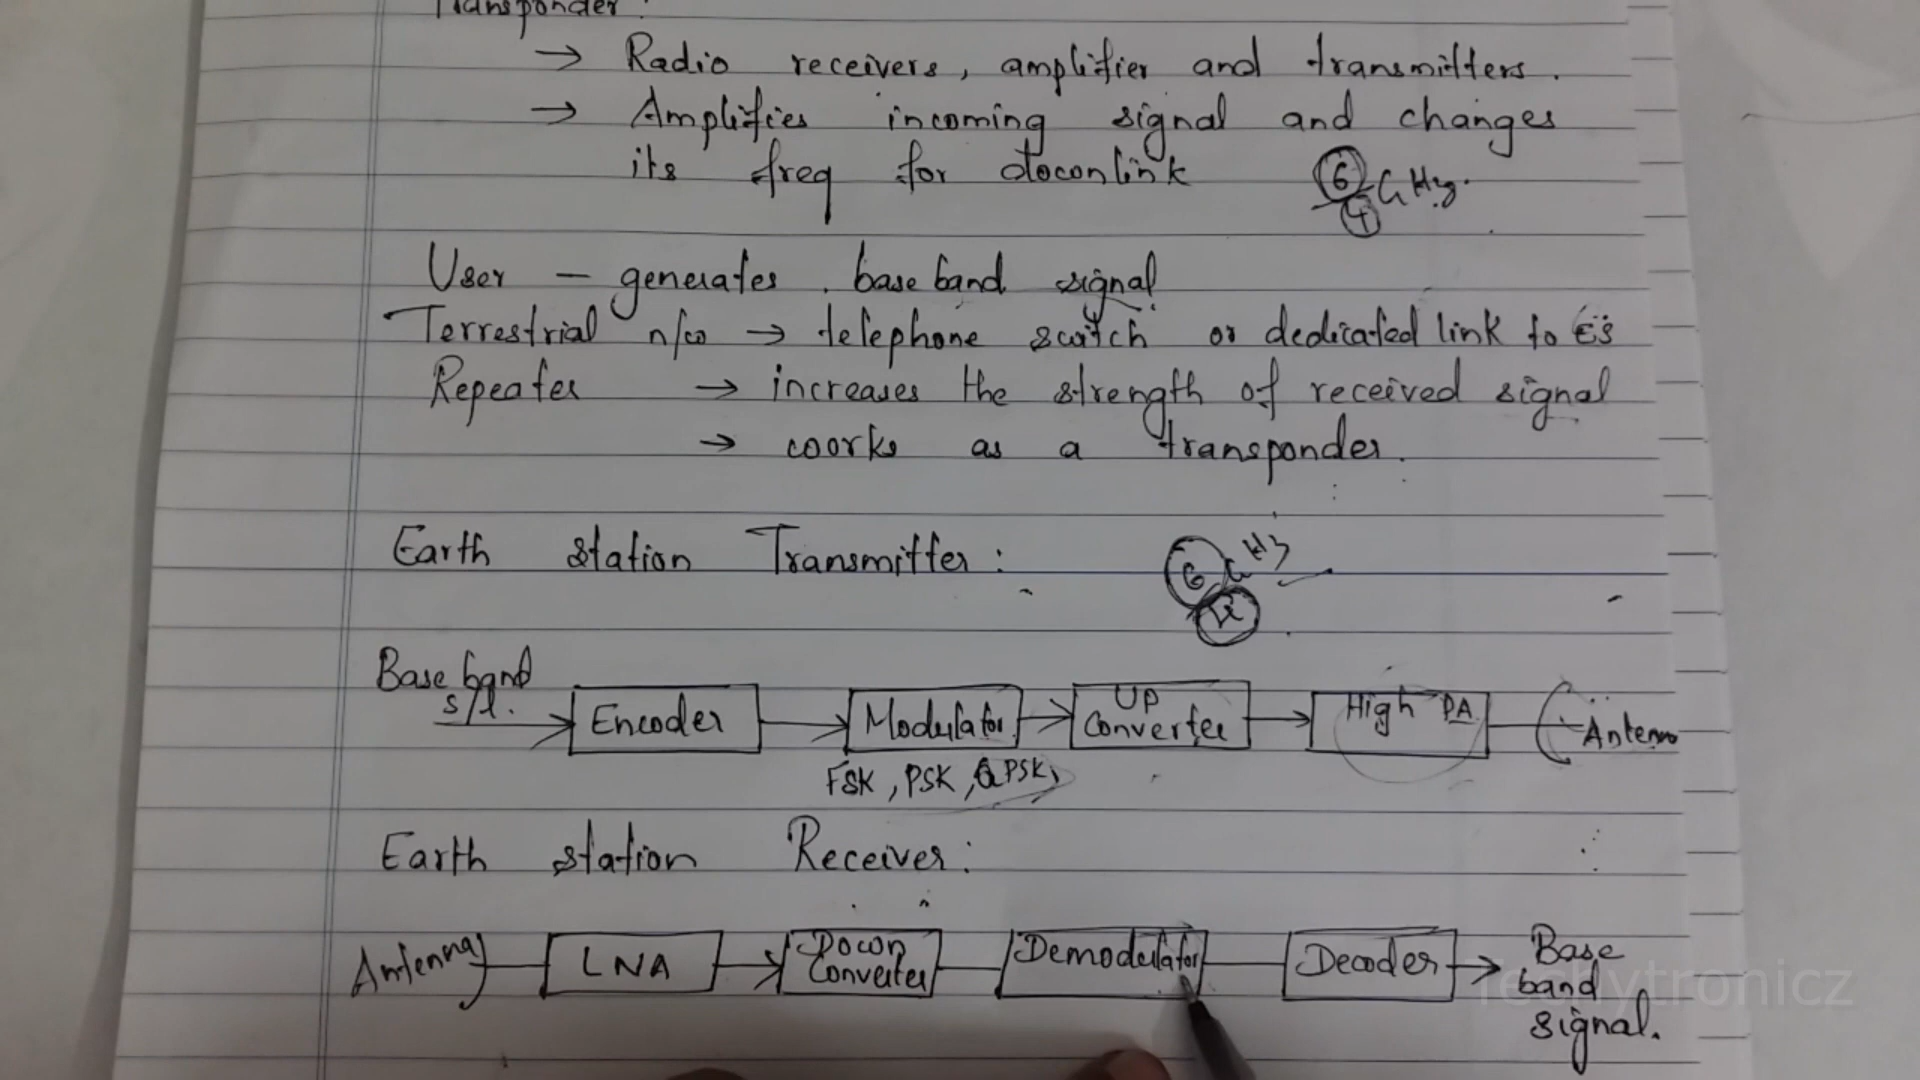 Transponder :
→ Radio receivers, amplifier and transmitters.
→ Amplifies incoming signal and changes
its freq for downlink 6/4 GHz.
User – generates base band signal
Terrestrial n/w → telephone switch or dedicated link to ES
Repeater → increases the strength of received signal
→ works as a transponder.
Earth station Transmitter :
6 GHz
Base band
s/l. → Encoder → Modulator → UP Converter → High PA Antenna
FSK, PSK, QPSK,
Earth station Receiver :
Antenna LNA → Down Converter Demodulator Decoder → Base
band
signal.
Techytronicz